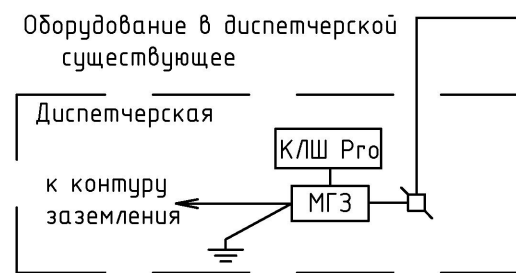 Оборудование в диспетчерской
существующее
Диспетчерская
КЛШ Pro
к контуру
заземления
МГЗ